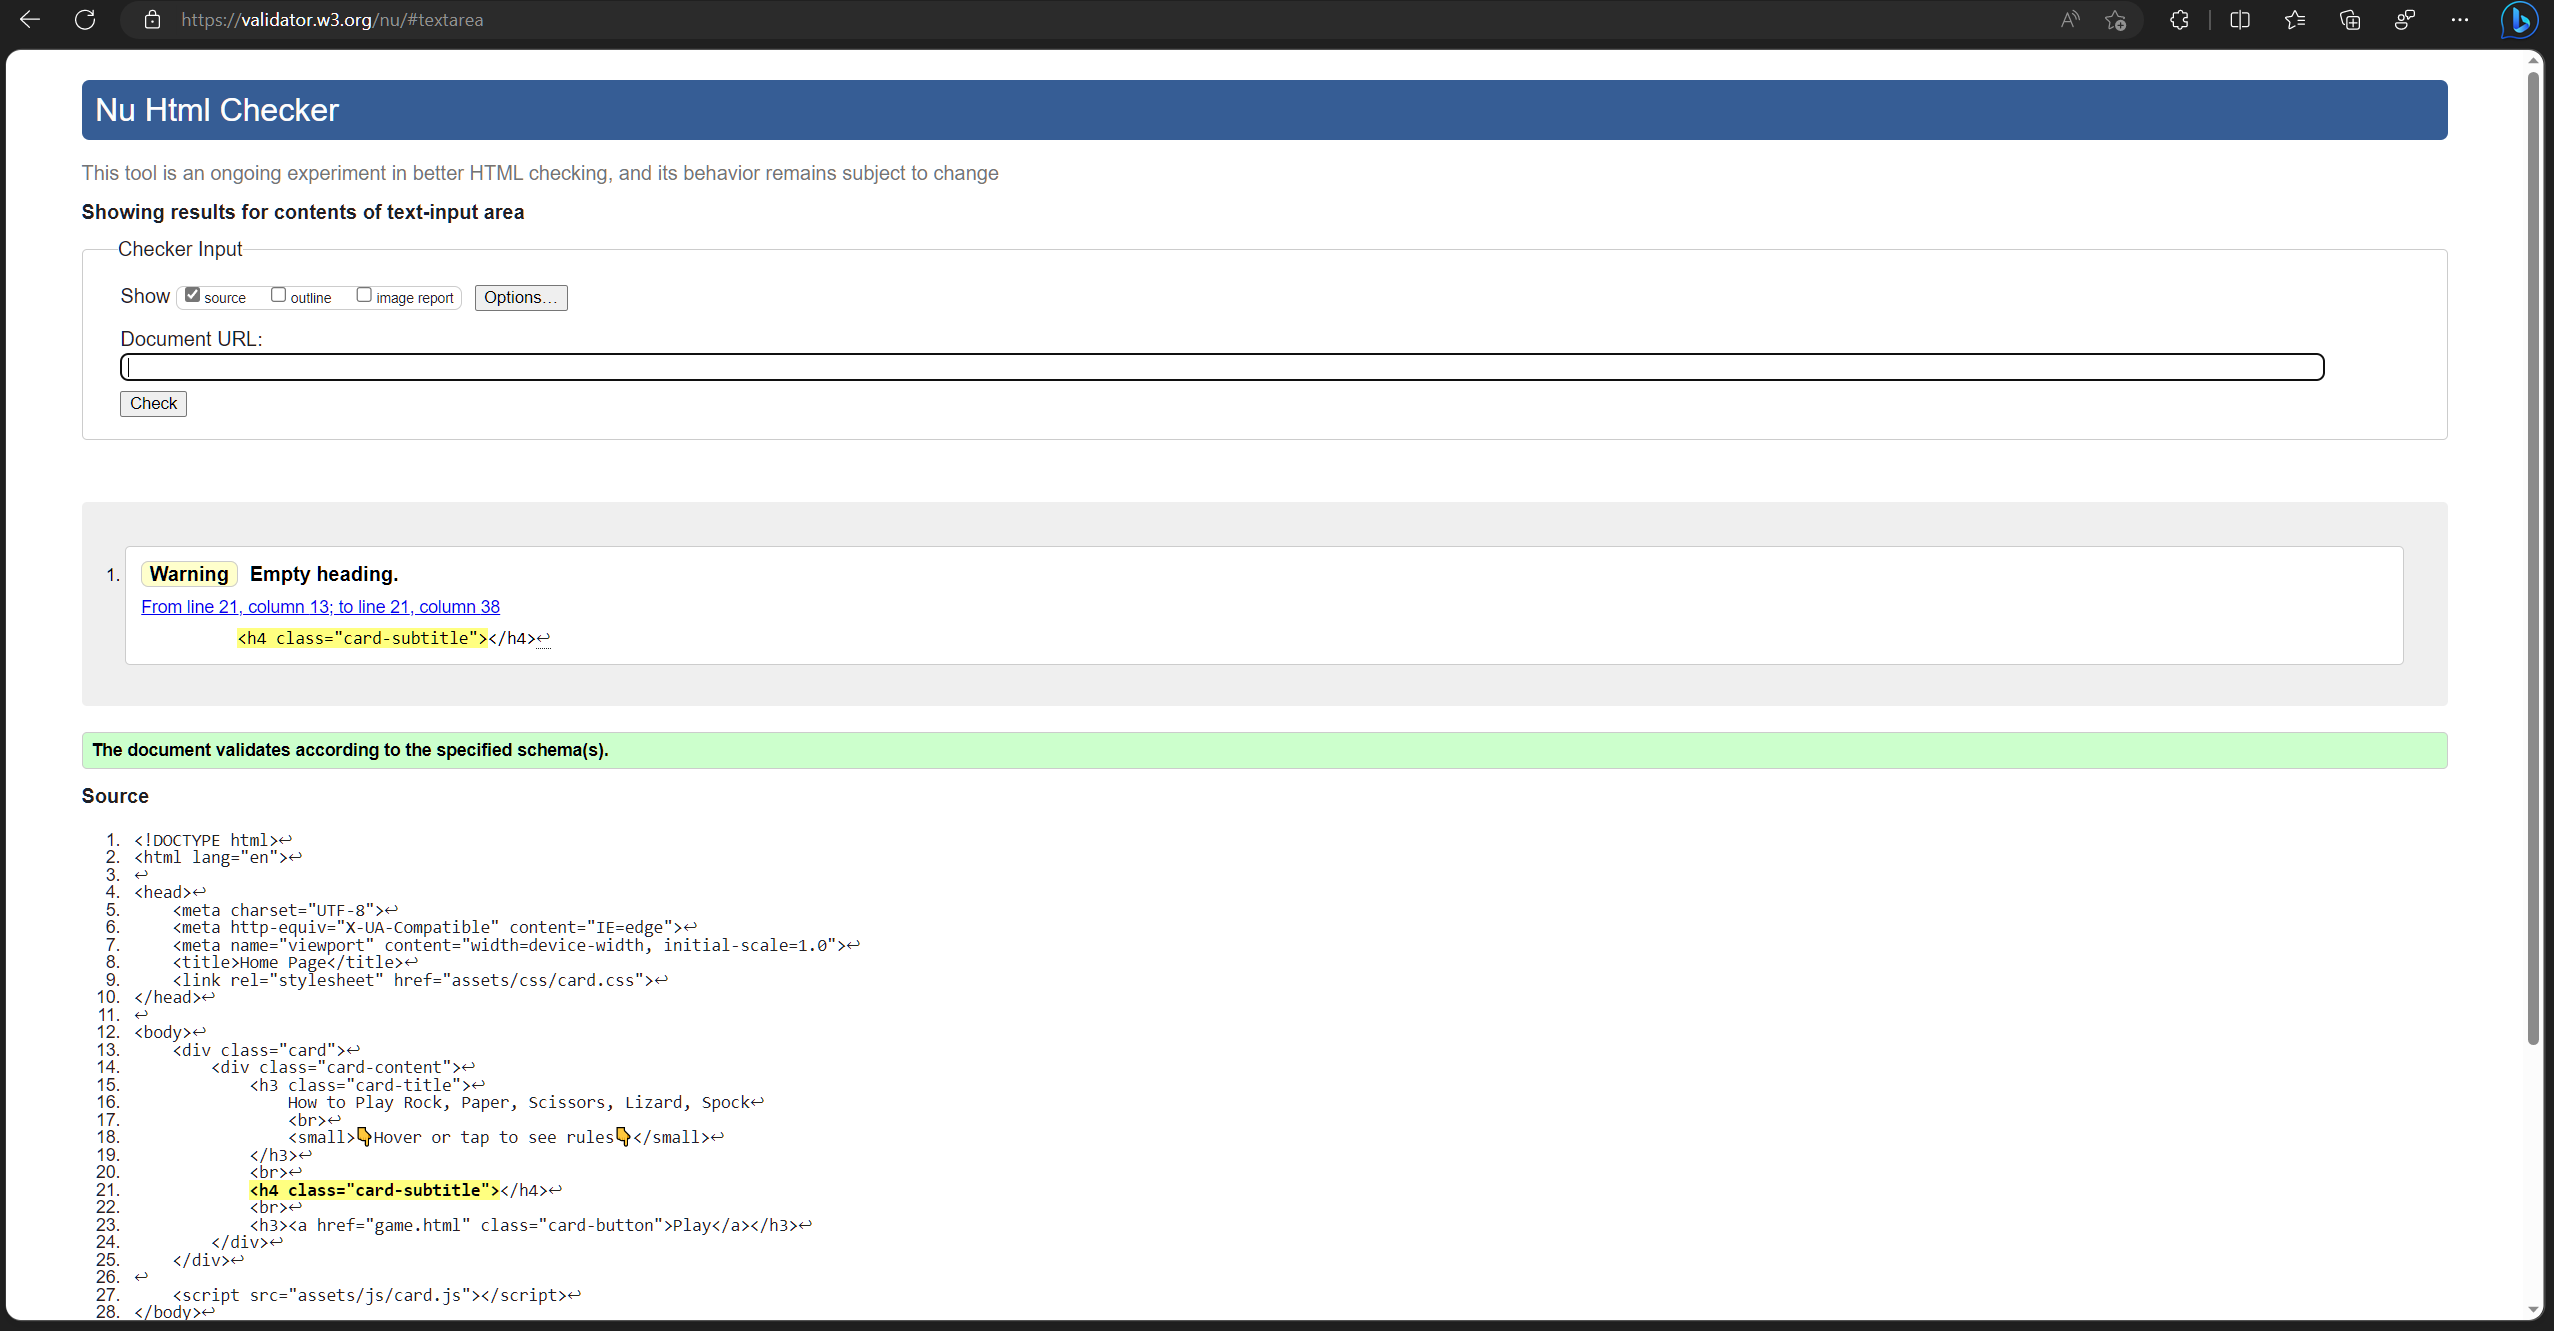 https://validator.w3.org/nu/#textarea
Nu Html Checker
This tool is an ongoing experiment in better HTML checking, and its behavior remains subject to change
Showing results for contents of text-input area
Checker Input
Show source outline image report Options...
Document URL:
Check
1. Warning Empty heading.
From line 21, column 13; to line 21, column 38
<h4 class="card-subtitle"></h4>↩
The document validates according to the specified schema(s).
Source
1. <!DOCTYPE html>↩
2. <html lang="en">↩
3. ↩
4. <head>↩
5. <meta charset="UTF-8">↩
6. <meta http-equiv="X-UA-Compatible" content="IE=edge">↩
7. <meta name="viewport" content="width=device-width, initial-scale=1.0">↩
8. <title>Home Page</title>↩
9. <link rel="stylesheet" href="assets/css/card.css">↩
10. </head>↩
11. ↩
12. <body>↩
13. <div class="card">↩
14. <div class="card-content">↩
15. <h3 class="card-title">↩
16. How to Play Rock, Paper, Scissors, Lizard, Spock↩
17. <br>↩
18. <small>👇Hover or tap to see rules👇</small>↩
19. </h3>↩
20. <br>↩
21. <h4 class="card-subtitle"></h4>↩
22. <br>↩
23. <h3><a href="game.html" class="card-button">Play</a></h3>↩
24. </div>↩
25. </div>↩
26. ↩
27. <script src="assets/js/card.js"></script>↩
28. </body>↩